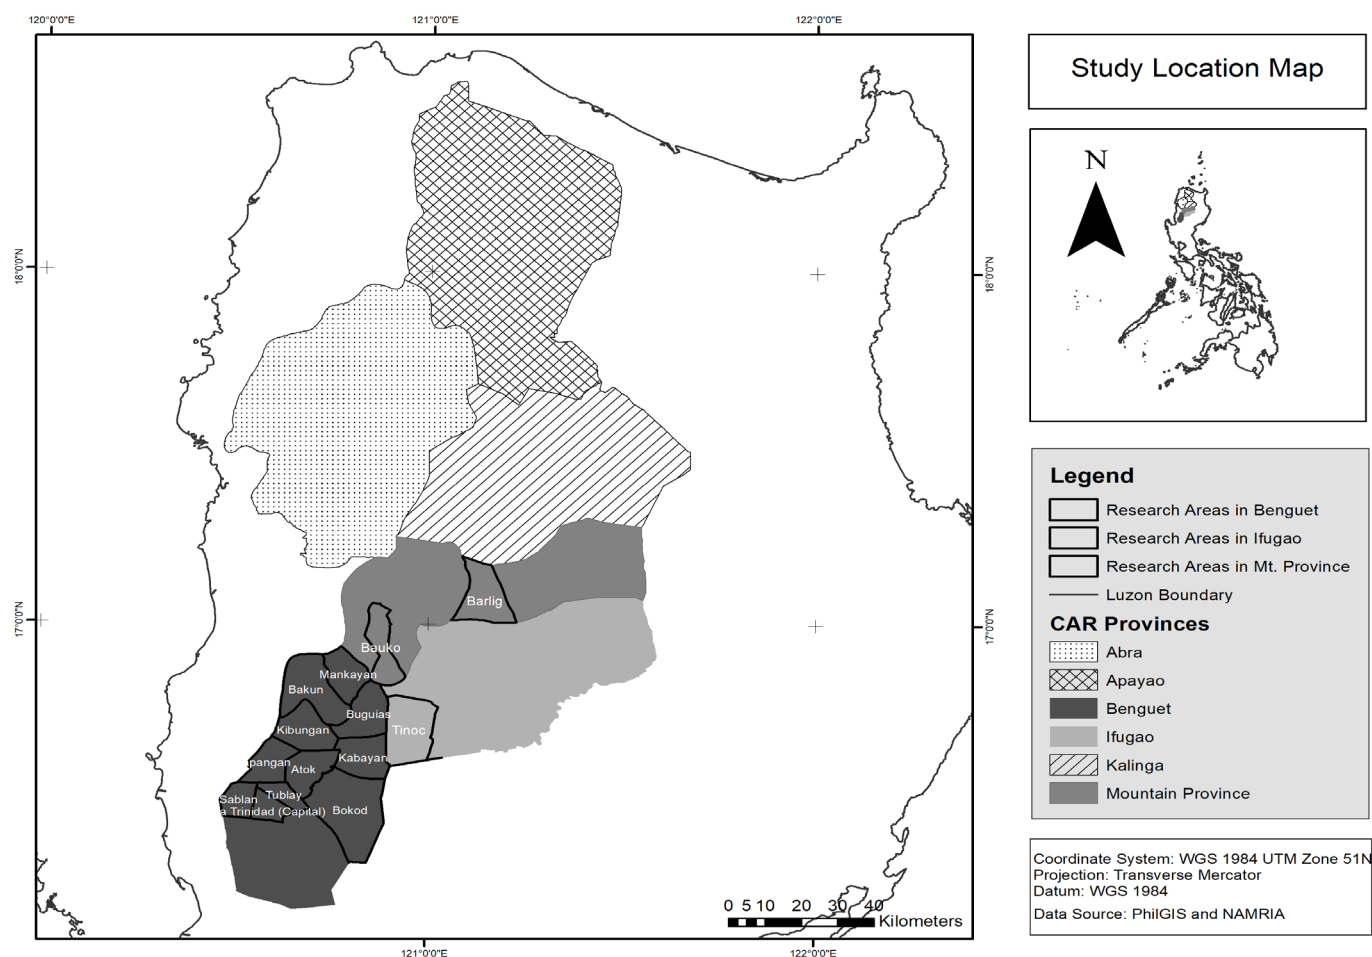 120°0'0"E
121°0'0"E
122°0'0"E
Study Location Map
N
18°0'0"N
18°0'0"N
17°0'0"N
17°0'0"N
Barlig
Bauko
Mankayan
Bakun
Buguias
Kibungan
Tinoc
Kabayan
pangan
Atok
Tublay
Sablan
a Trinidad (Capital)
Bokod
0 5 10 20 30 40
Kilometers
121°0'0"E
122°0'0"E
Legend
Research Areas in Benguet
Research Areas in Ifugao
Research Areas in Mt. Province
Luzon Boundary
CAR Provinces
Abra
Apayao
Benguet
Ifugao
Kalinga
Mountain Province
Coordinate System: WGS 1984 UTM Zone 51N
Projection: Transverse Mercator
Datum: WGS 1984
Data Source: PhilGIS and NAMRIA